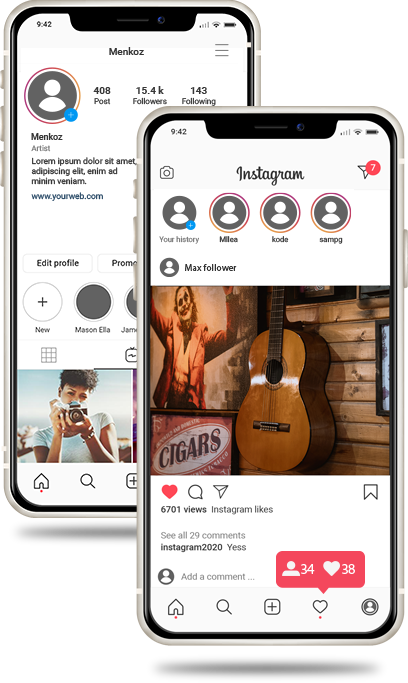 9:42
Menkoz
408
Post
15.4 k
Followers
143
Following
Menkoz
Artist
Lorem ipsum dolor sit amet,
adipiscing elit, enim ad
minim veniam.
www.yourweb.com
Edit profile
Promo
New
Mason Ella
Jame
9:42
Instagram
7
Your history
Milea
kode
sampg
Max follower
CIGARS
6701 views Instagram likes
See all 29 comments
instagram2020 Yess
Add a comment ...
34 38